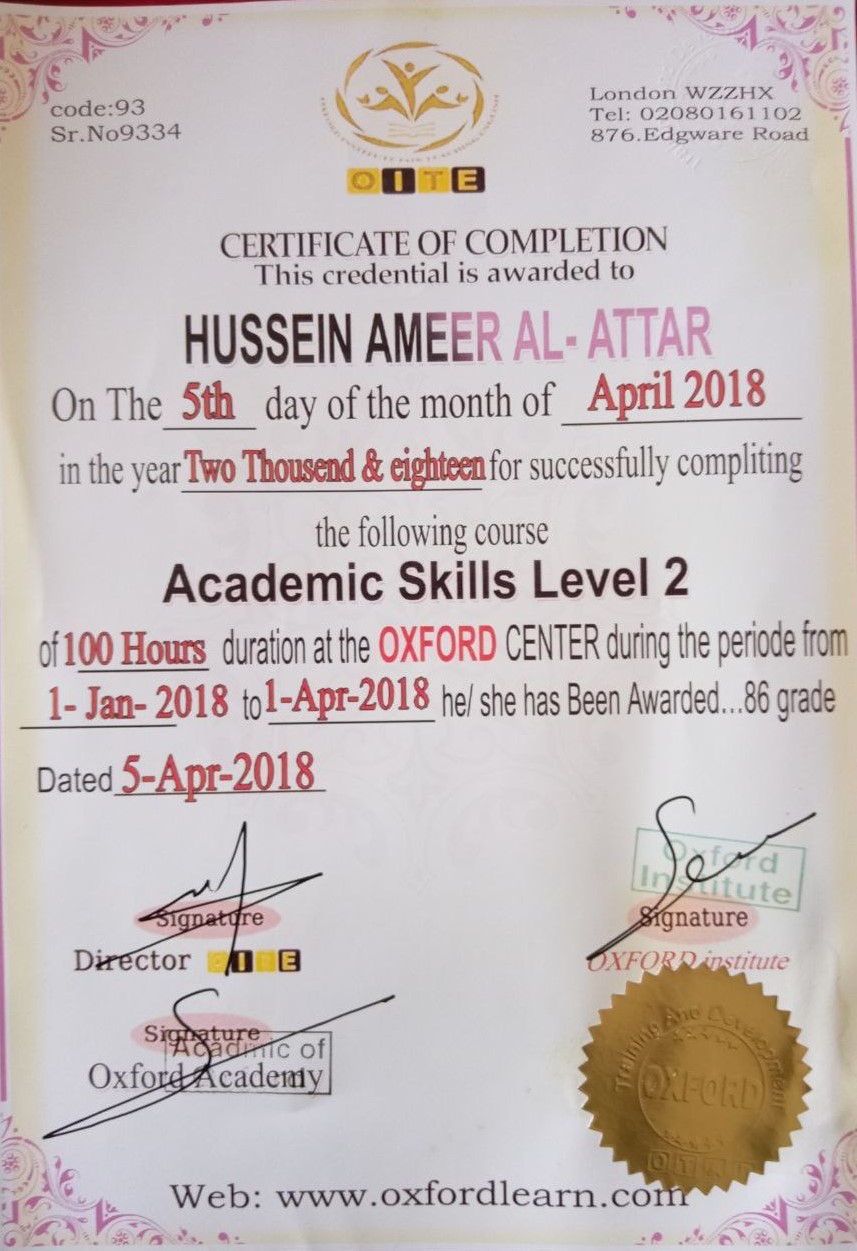 code:93
Sr.No9334
London WZZHX
Tel: 02080161102
876.Edgware Road
OITE
CERTIFICATE OF COMPLETION
This credential is awarded to
HUSSEIN AMEER AL- ATTAR
On The 5th day of the month of April 2018
in the year Two Thousend & eighteen for successfully compliting
the following course
Academic Skills Level 2
of 100 Hours duration at the OXFORD CENTER during the periode from
1- Jan- 2018 to 1-Apr-2018 he/ she has Been Awarded...86 grade
Dated 5-Apr-2018
Oxford
Institute
Signature
Director OITE
Signature
OXFORD institute
Signature
Acadmic of
Oxford Academy
Training And Development
OXFORD
Web: www.oxfordlearn.com